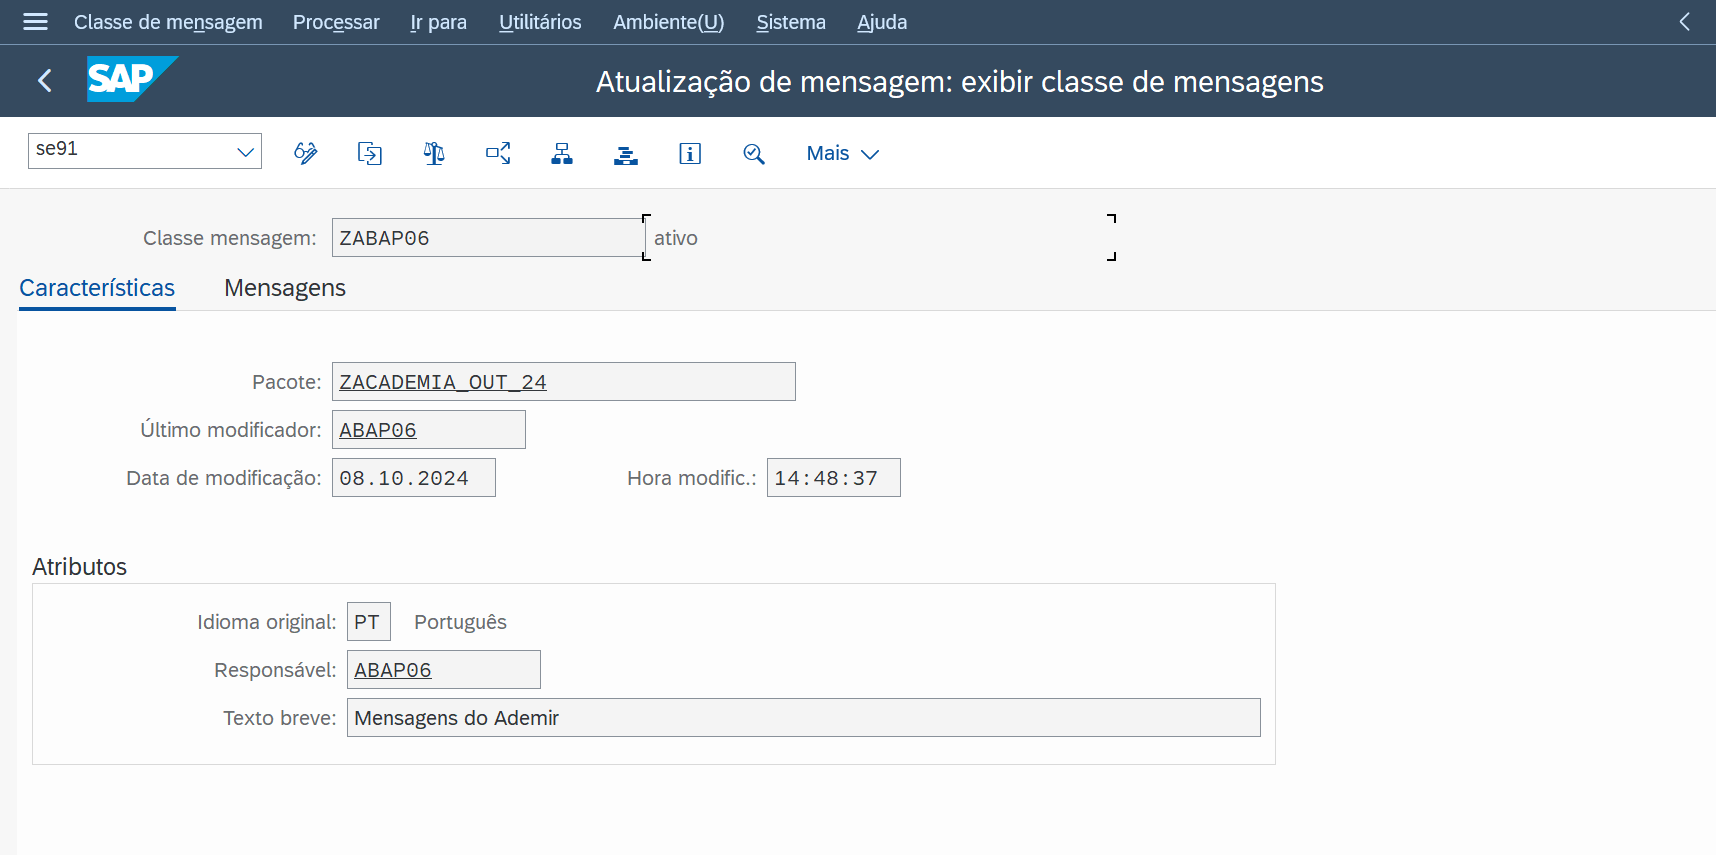 Classe de mensagem Processar Ir para Utilitários Ambiente(U) Sistema Ajuda
SAP Atualização de mensagem: exibir classe de mensagens
se91 Mais
Classe mensagem: ZABAP06 ativo
Características Mensagens
Pacote: ZACADEMIA_OUT_24
Último modificador: ABAP06
Data de modificação: 08.10.2024 Hora modific.: 14:48:37
Atributos
Idioma original: PT Português
Responsável: ABAP06
Texto breve: Mensagens do Ademir